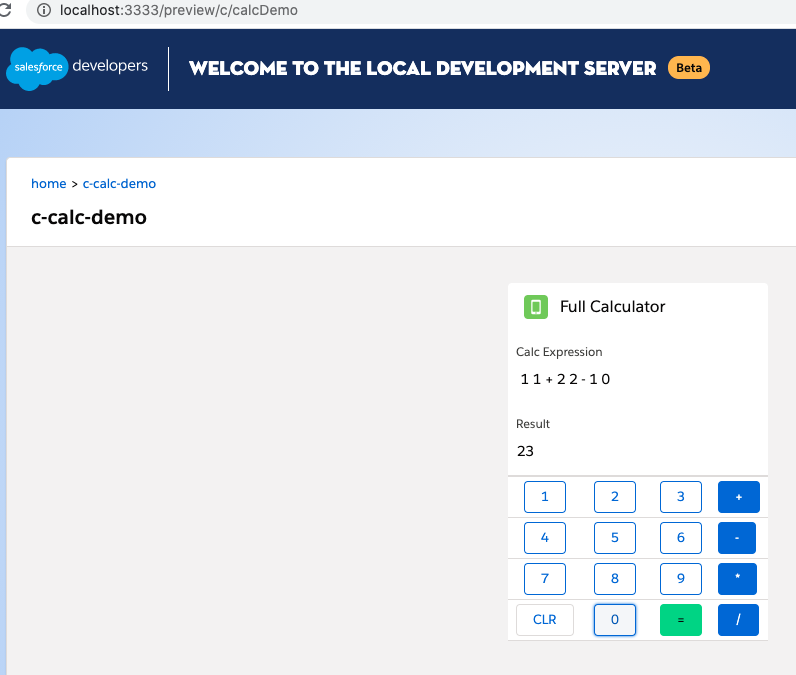 localhost:3333/preview/c/calcDemo
salesforce developers WELCOME TO THE LOCAL DEVELOPMENT SERVER Beta
home > c-calc-demo
c-calc-demo
Full Calculator
Calc Expression
1 1 + 2 2 - 1 0
Result
23
1 2 3 +
4 5 6 -
7 8 9 *
CLR 0 = /